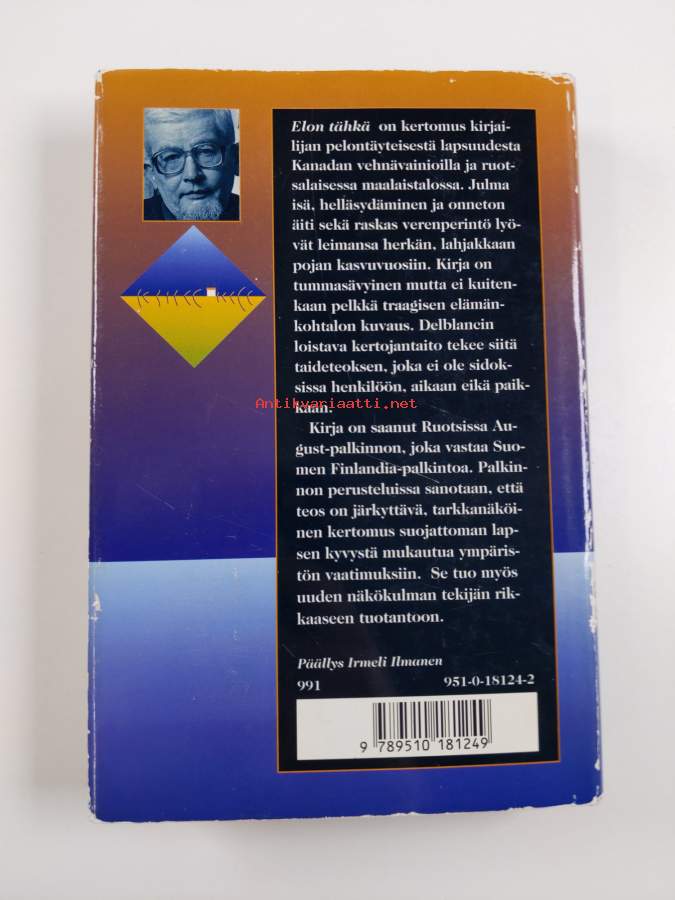 Elon tähkä on kertomus kirjai-
lijan pelontäyteisestä lapsuudesta
Kanadan vehnävainioilla ja ruot-
salaisessa maalaistalossa. Julma
isä, helläsydäminen ja onneton
äiti sekä raskas verenperintö lyö-
vät leimansa herkän, lahjakkaan
pojan kasvuvuosiin. Kirja on
tummasävyinen mutta ei kuiten-
kaan pelkkä traagisen elämän-
kohtalon kuvaus. Delblancin
loistava kertojantaito tekee siitä
taideteoksen, joka ei ole sidok-
sissa henkilöön, aikaan eikä paik-
kaan.
Antikvariaatti.net
Kirja on saanut Ruotsissa Au-
gust-palkinnon, joka vastaa Suo-
men Finlandia-palkintoa. Palkin-
non perusteluissa sanotaan, että
teos on järkyttävä, tarkkanäköi-
nen kertomus suojattoman lap-
sen kyvystä mukautua ympäris-
tön vaatimuksiin. Se tuo myös
uuden näkökulman tekijän rik-
kaaseen tuotantoon.
Päällys Irmeli Ilmanen
991 951-0-18124-2
9 789510 181249